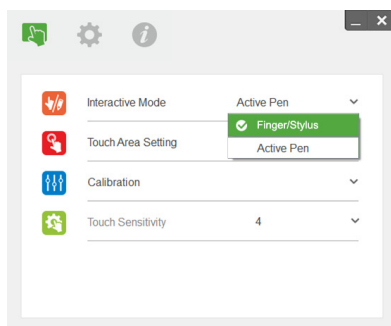 Interactive Mode Active Pen
Finger/Stylus
Touch Area Setting
Active Pen
Calibration
Touch Sensitivity 4